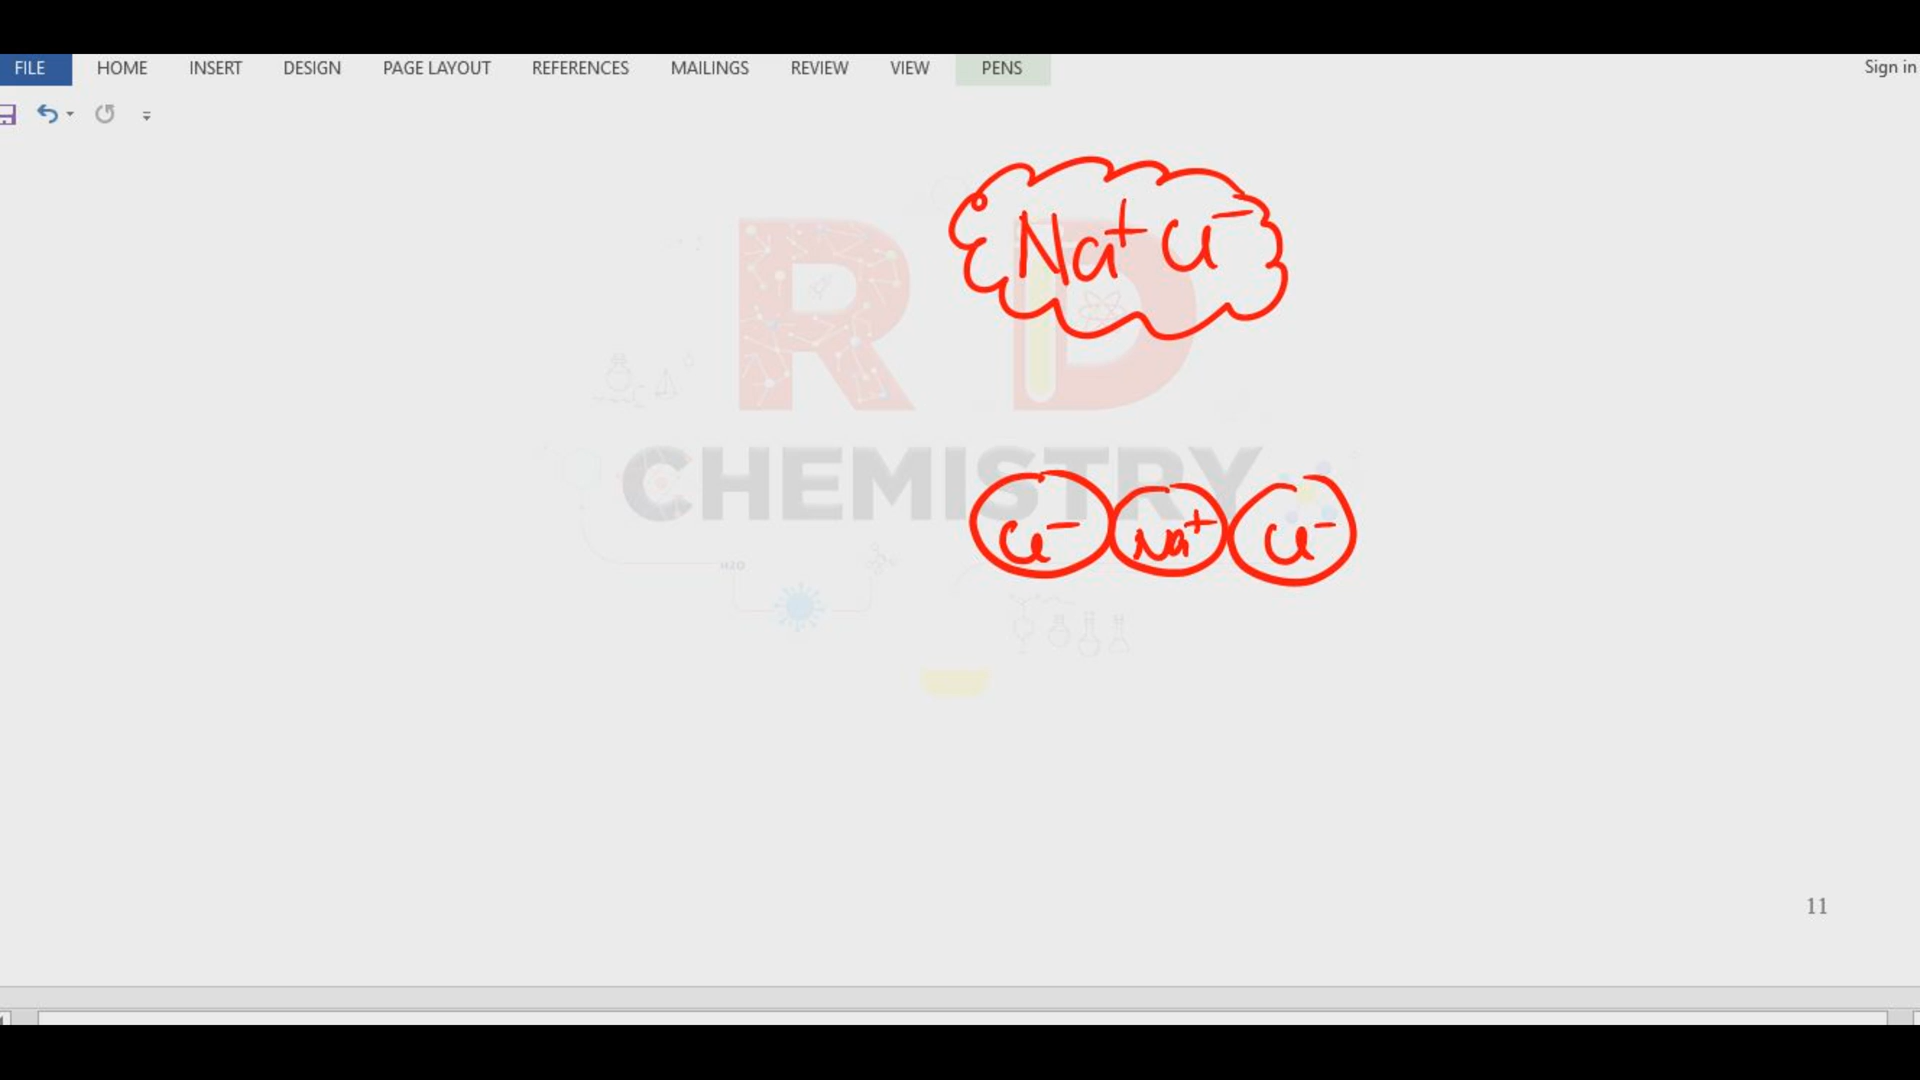 FILE HOME INSERT DESIGN PAGE LAYOUT REFERENCES MAILINGS REVIEW VIEW PENS Sign in
Na⁺ Cl⁻
R D
CHEMISTRY
Cl⁻ Na⁺ Cl⁻
H2O
11